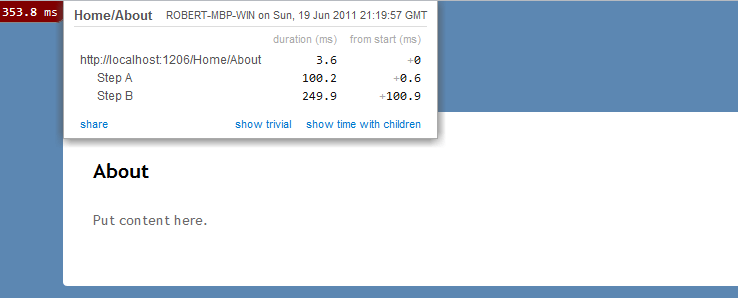 353.8 ms
Home/About ROBERT-MBP-WIN on Sun, 19 Jun 2011 21:19:57 GMT
duration (ms) from start (ms)
http://localhost:1206/Home/About 3.6 +0
Step A 100.2 +0.6
Step B 249.9 +100.9
share show trivial show time with children
About
Put content here.